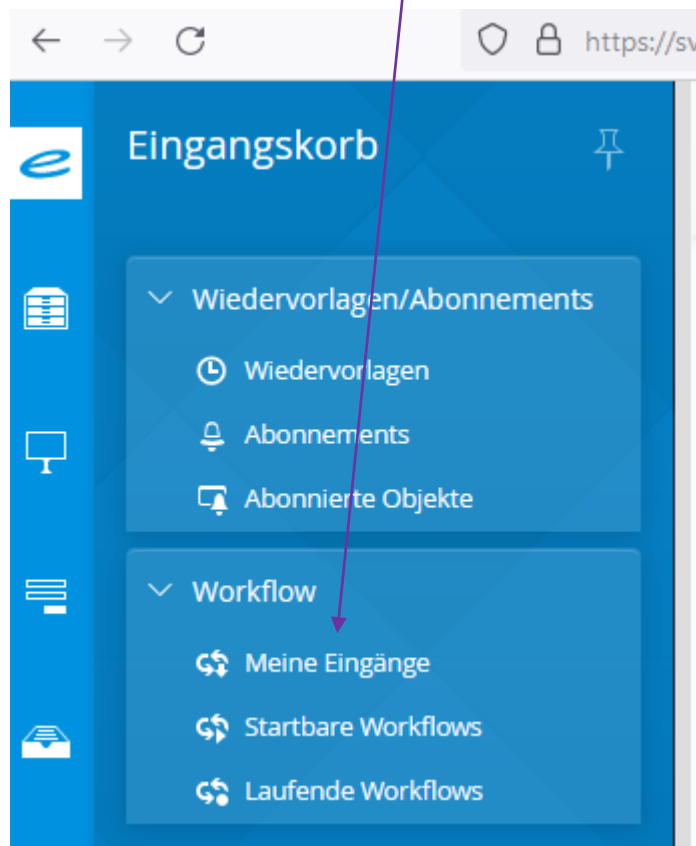 https://sv
Eingangskorb
e
Wiedervorlagen/Abonnements
Wiedervorlagen
Abonnements
Abonnierte Objekte
Workflow
Meine Eingänge
Startbare Workflows
Laufende Workflows